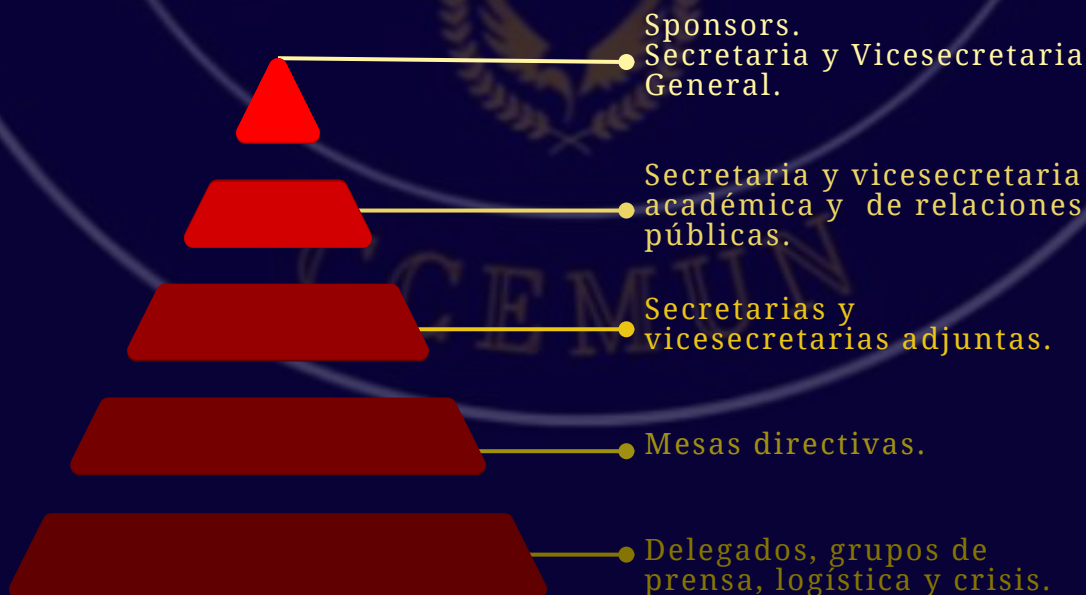 Sponsors.
Secretaria y Vicesecretaria
General.
Secretaria y vicesecretaria
académica y  de relaciones
públicas.
CCEMUN
Secretarias y
vicesecretarias adjuntas.
Mesas directivas.
Delegados, grupos de
prensa, logística y crisis.